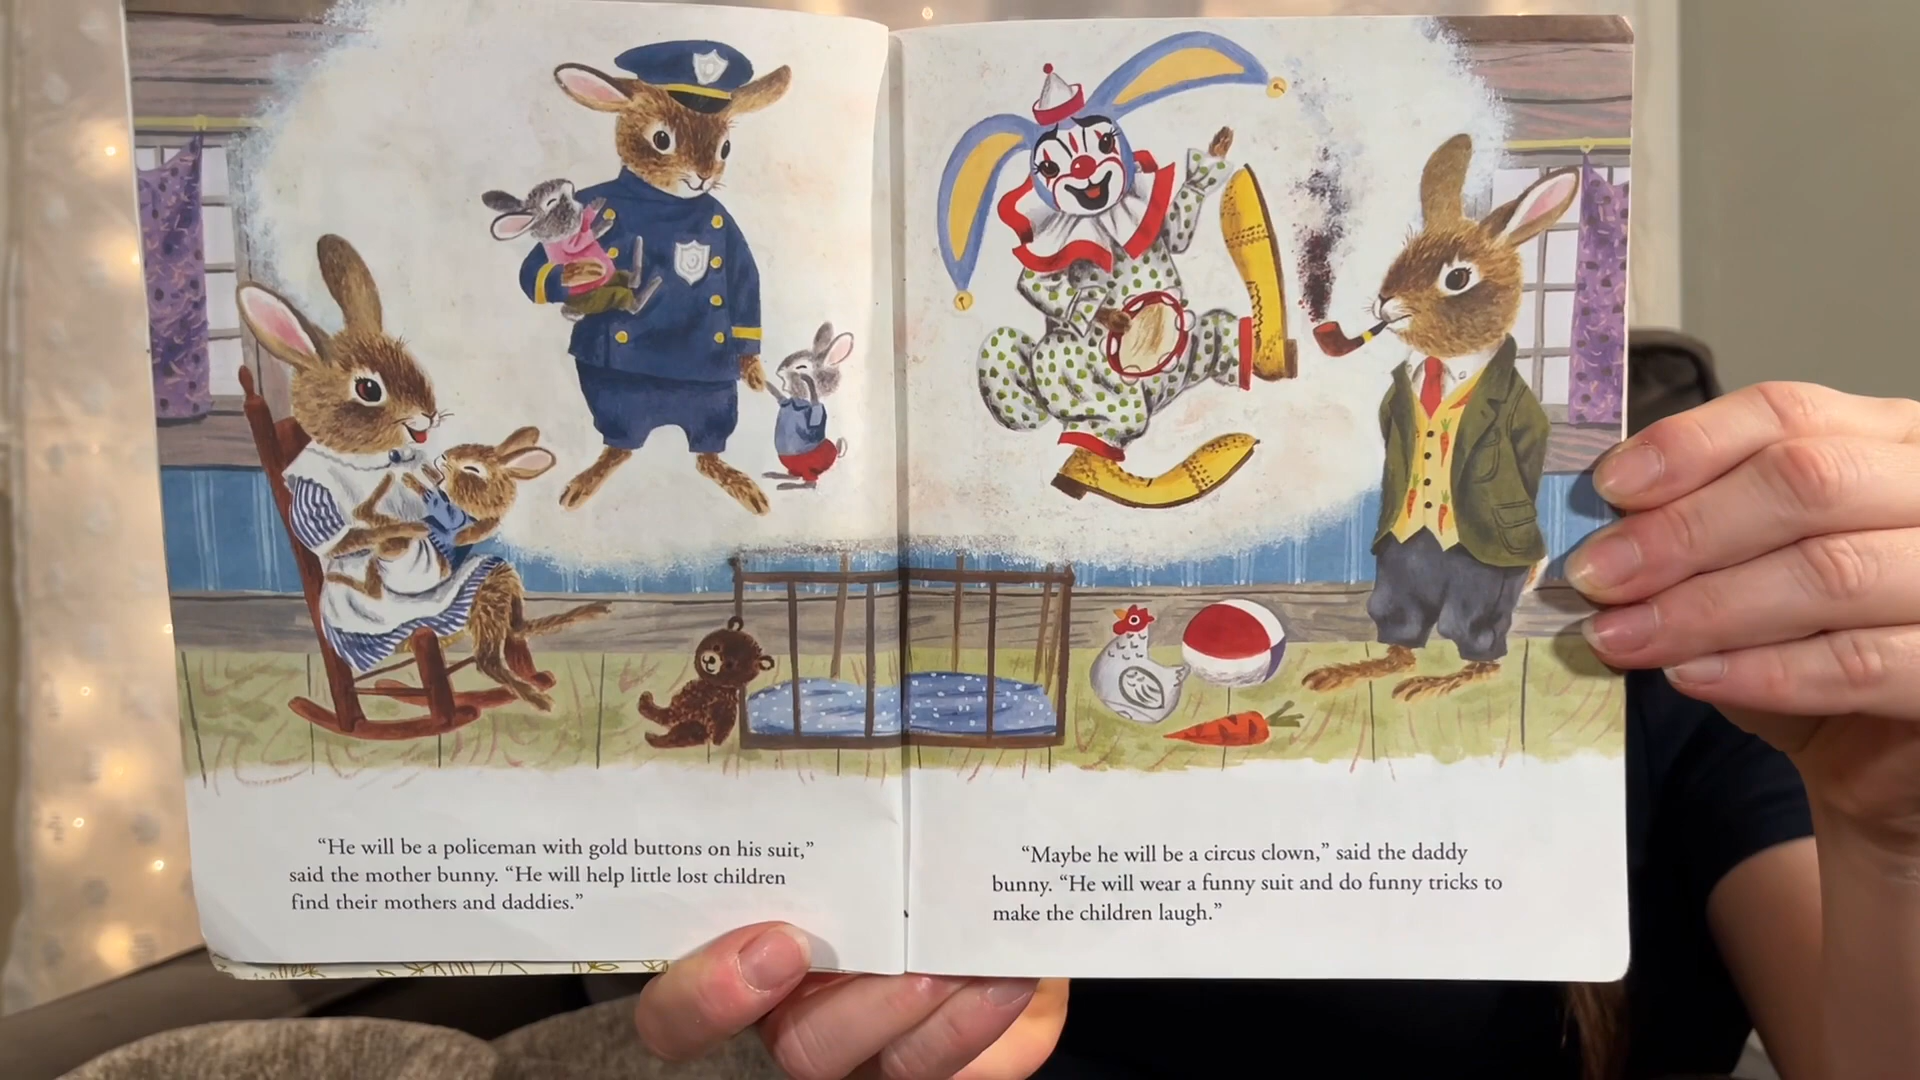 “He will be a policeman with gold buttons on his suit,”
said the mother bunny. “He will help little lost children
find their mothers and daddies.”
“Maybe he will be a circus clown,” said the daddy
bunny. “He will wear a funny suit and do funny tricks to
make the children laugh.”